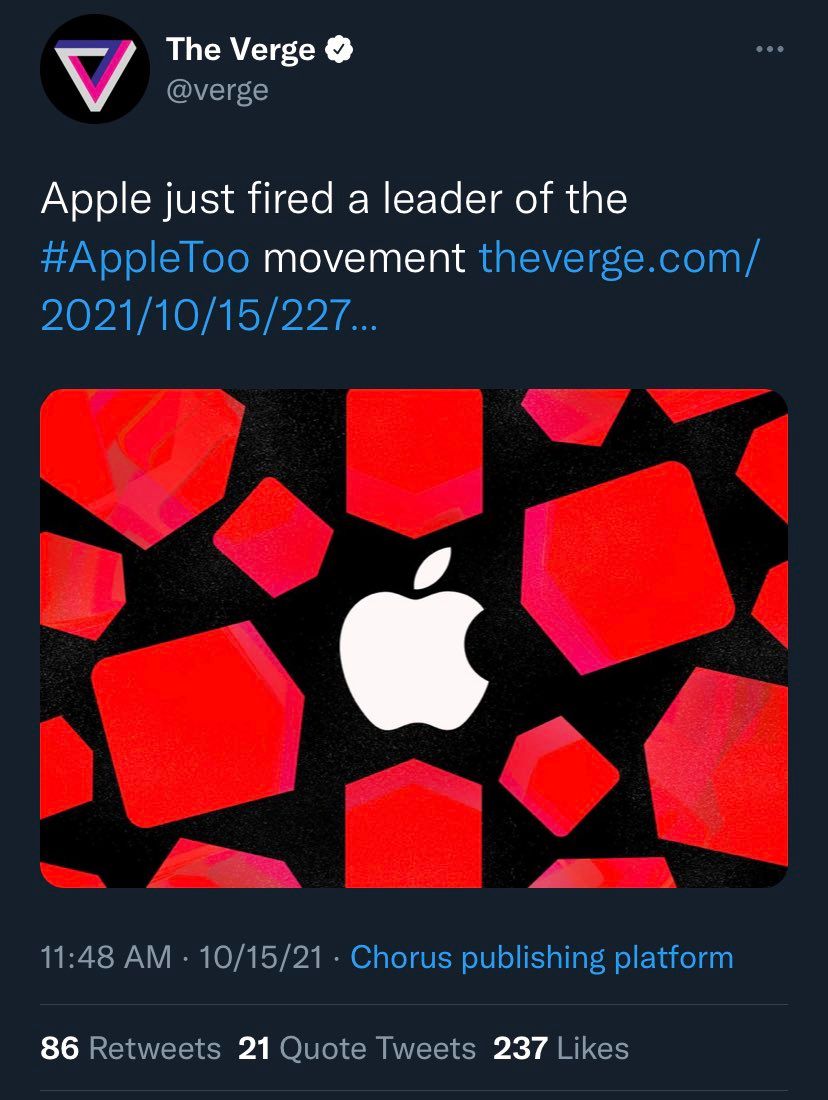 The Verge
@verge
Apple just fired a leader of the
#AppleToo movement theverge.com/
2021/10/15/227...
11:48 AM · 10/15/21 · Chorus publishing platform
86 Retweets 21 Quote Tweets 237 Likes